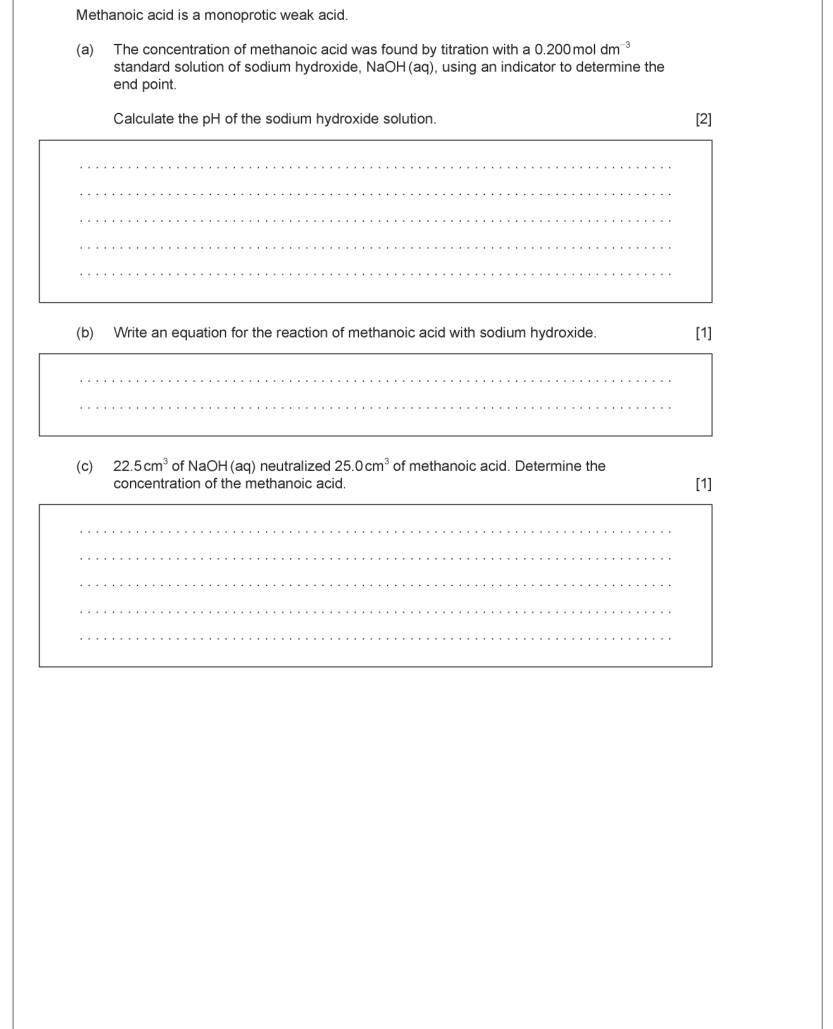 Methanoic acid is a monoprotic weak acid.
(a) The concentration of methanoic acid was found by titration with a 0.200 mol dm⁻³
standard solution of sodium hydroxide, NaOH (aq), using an indicator to determine the
end point.
Calculate the pH of the sodium hydroxide solution. [2]
(b) Write an equation for the reaction of methanoic acid with sodium hydroxide. [1]
(c) 22.5 cm³ of NaOH (aq) neutralized 25.0 cm³ of methanoic acid. Determine the
concentration of the methanoic acid. [1]